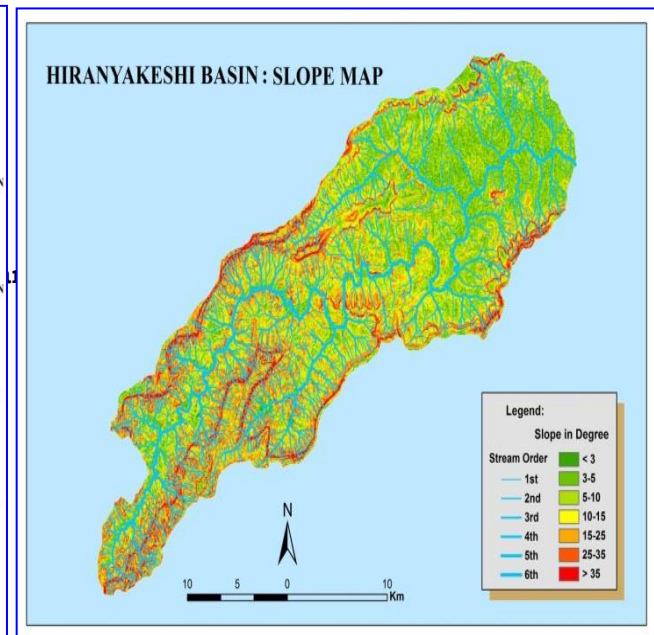 HIRANYAKESHI BASIN: SLOPE MAP
Legend:
Slope in Degree
Stream Order
< 3
1st
3-5
2nd
5-10
3rd
10-15
4th
15-25
5th
25-35
6th
> 35
N
10 5 0 10
Km